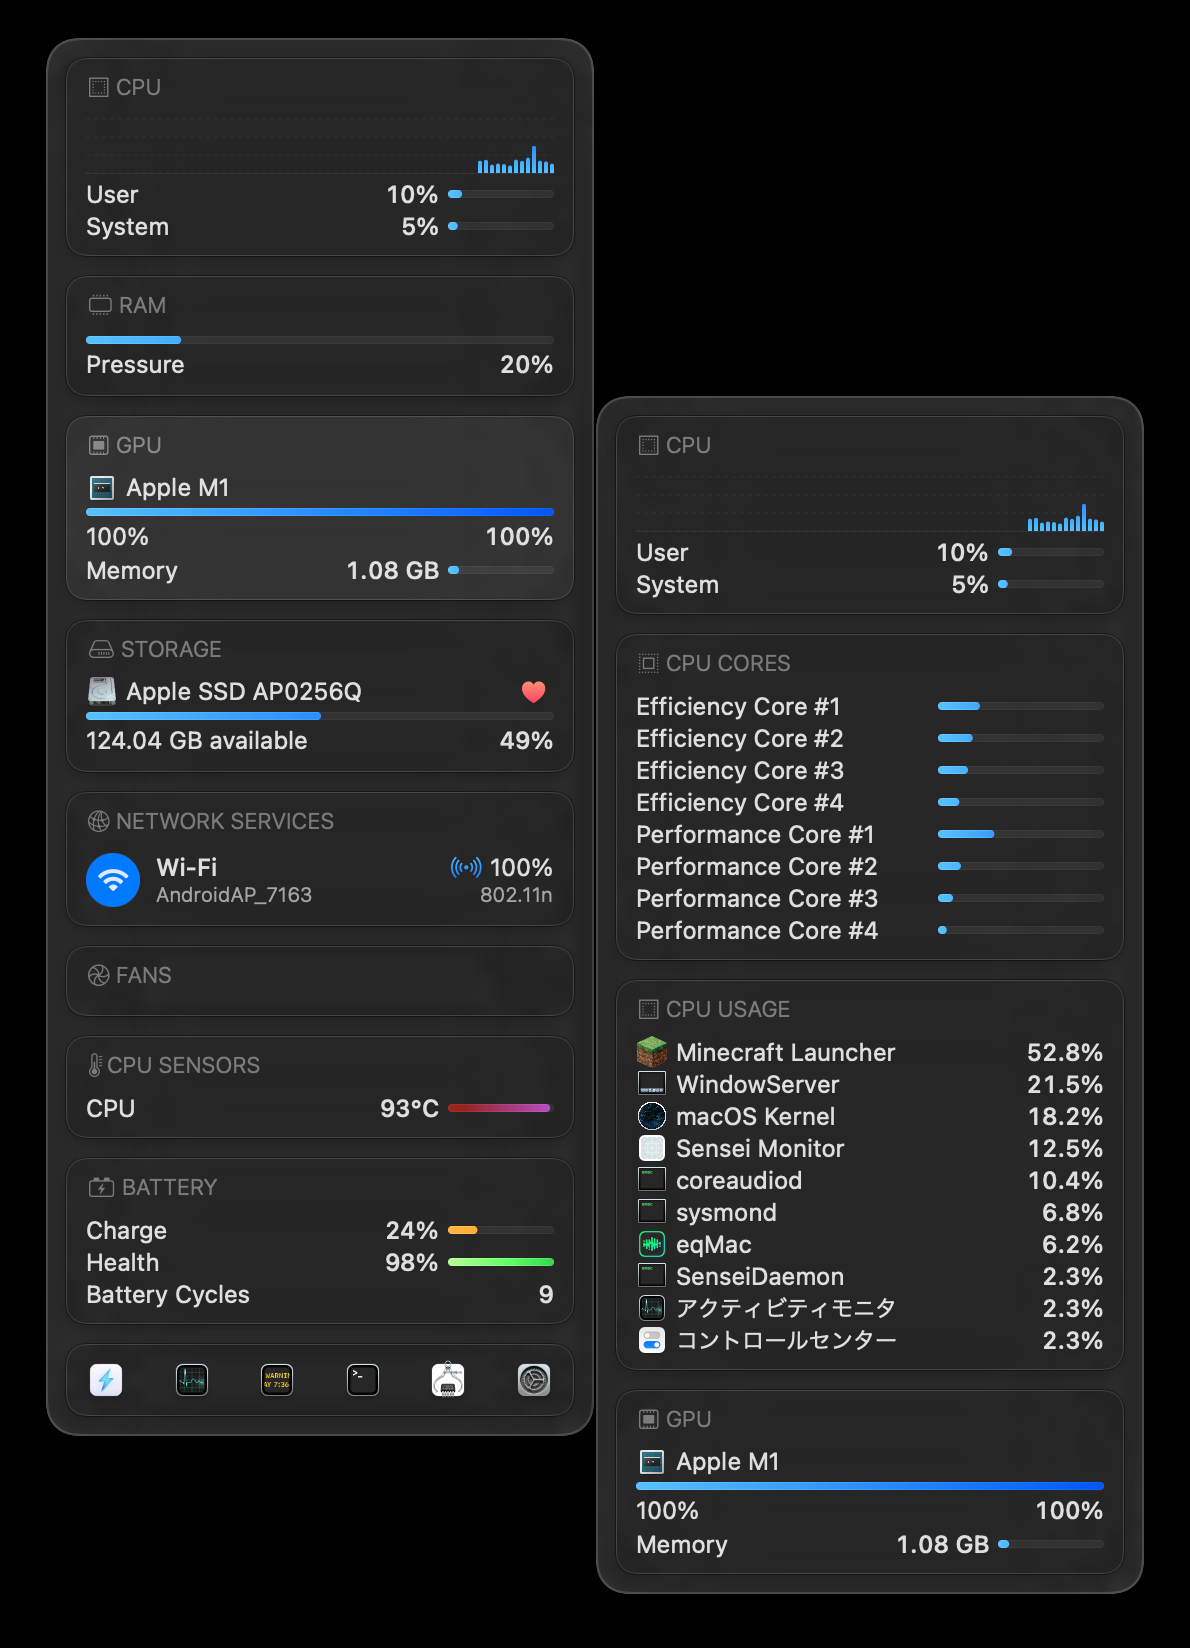 CPU
User 10%
System 5%
RAM
Pressure 20%
GPU
Apple M1
100% 100%
Memory 1.08 GB
STORAGE
Apple SSD AP0256Q
124.04 GB available 49%
NETWORK SERVICES
Wi-Fi 100%
AndroidAP_7163 802.11n
FANS
CPU SENSORS
CPU 93°C
BATTERY
Charge 24%
Health 98%
Battery Cycles 9
WARNIN
AY 7:36
CPU
User 10%
System 5%
CPU CORES
Efficiency Core #1
Efficiency Core #2
Efficiency Core #3
Efficiency Core #4
Performance Core #1
Performance Core #2
Performance Core #3
Performance Core #4
CPU USAGE
Minecraft Launcher 52.8%
WindowServer 21.5%
macOS Kernel 18.2%
Sensei Monitor 12.5%
coreaudiod 10.4%
sysmond 6.8%
eqMac 6.2%
SenseiDaemon 2.3%
アクティビティモニタ 2.3%
コントロールセンター 2.3%
GPU
Apple M1
100% 100%
Memory 1.08 GB